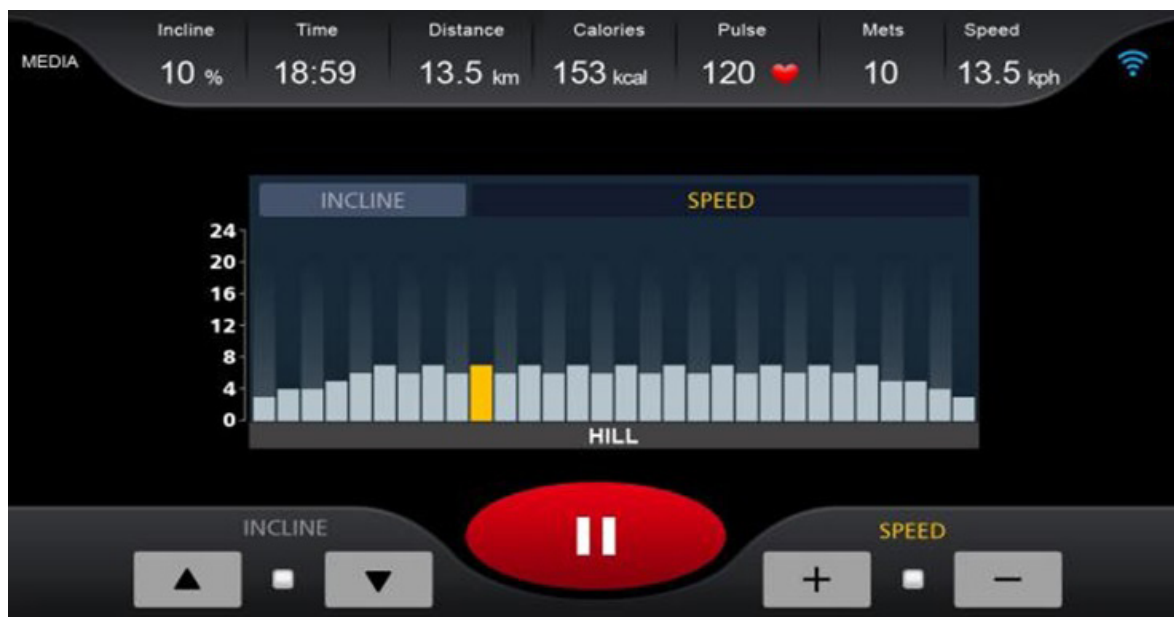 Incline Time Distance Calories Pulse Mets Speed
MEDIA
10 % 18:59 13.5 km 153 kcal 120 10 13.5 kph
INCLINE SPEED
24
20
16
12
8
4
0
HILL
INCLINE SPEED
+ −